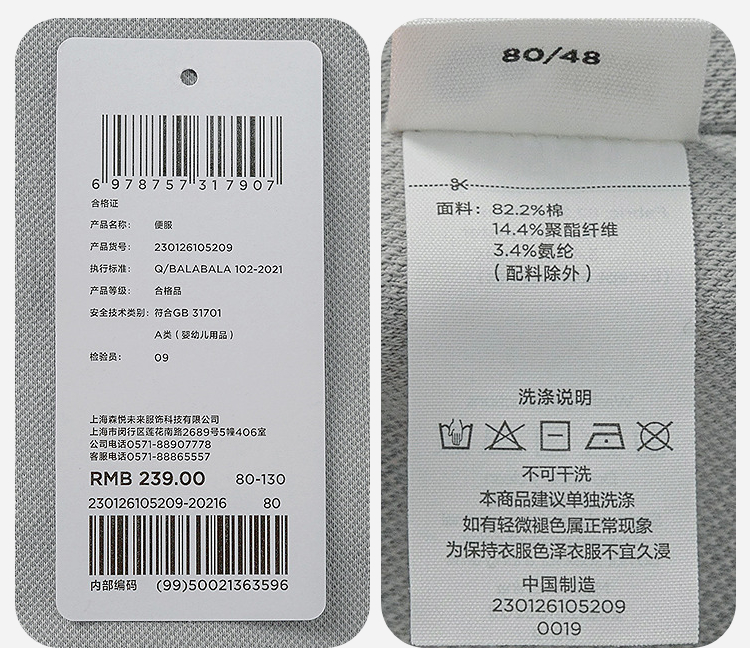 6 978757 317907
合格证
产品名称: 便服
产品货号: 230126105209
执行标准: Q/BALABALA 102-2021
产品等级: 合格品
安全技术类别: 符合GB 31701
A类（婴幼儿用品）
检验员: 09
上海森悦未来服饰科技有限公司
上海市闵行区莲花南路2689号5幢406室
公司电话0571-88907778
客服电话0571-88865557
RMB 239.00 80-130
230126105209-20216 80
内部编码 (99)50021363596
80/48
面料: 82.2%棉
14.4%聚酯纤维
3.4%氨纶
（配料除外）
洗涤说明
不可干洗
本商品建议单独洗涤
如有轻微褪色属正常现象
为保持衣服色泽衣服不宜久浸
中国制造
230126105209
0019